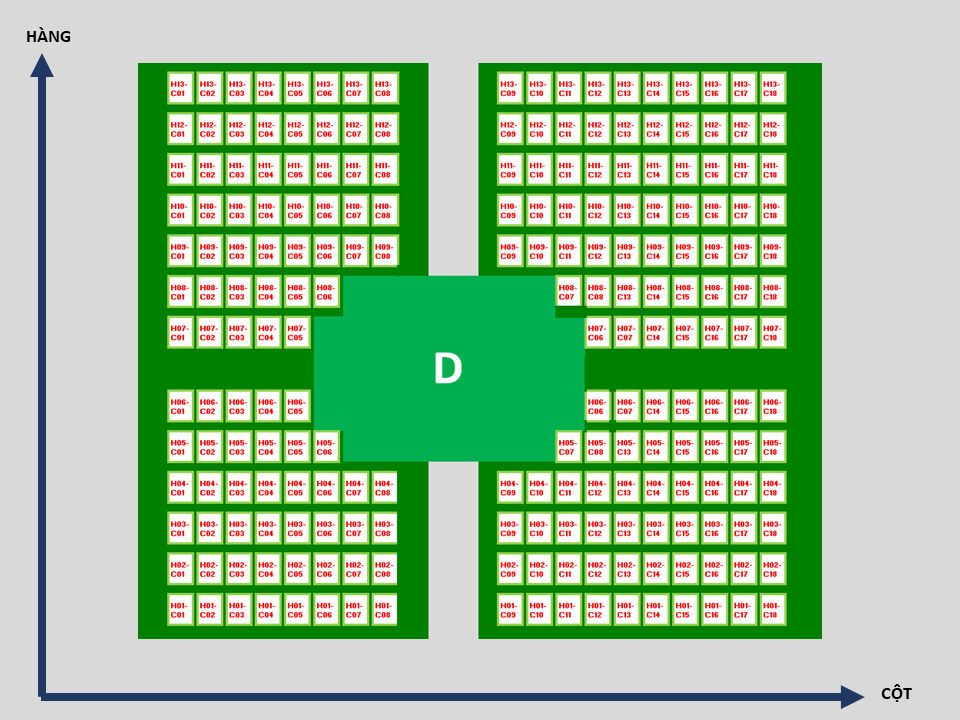 HÀNG
H13- H13- H13- H13- H13- H13- H13- H13- H13- H13- H13- H13- H13- H13- H13- H13- H13- H13-
C01 C02 C03 C04 C05 C06 C07 C08 C09 C10 C11 C12 C13 C14 C15 C16 C17 C18
H12- H12- H12- H12- H12- H12- H12- H12- H12- H12- H12- H12- H12- H12- H12- H12- H12- H12-
C01 C02 C03 C04 C05 C06 C07 C08 C09 C10 C11 C12 C13 C14 C15 C16 C17 C18
H11- H11- H11- H11- H11- H11- H11- H11- H11- H11- H11- H11- H11- H11- H11- H11- H11- H11-
C01 C02 C03 C04 C05 C06 C07 C08 C09 C10 C11 C12 C13 C14 C15 C16 C17 C18
H10- H10- H10- H10- H10- H10- H10- H10- H10- H10- H10- H10- H10- H10- H10- H10- H10- H10-
C01 C02 C03 C04 C05 C06 C07 C08 C09 C10 C11 C12 C13 C14 C15 C16 C17 C18
H09- H09- H09- H09- H09- H09- H09- H09- H09- H09- H09- H09- H09- H09- H09- H09- H09- H09-
C01 C02 C03 C04 C05 C06 C07 C08 C09 C10 C11 C12 C13 C14 C15 C16 C17 C18
H08- H08- H08- H08- H08- H08- H08- H08- H08- H08- H08- H08- H08- H08-
C01 C02 C03 C04 C05 C06 C07 C08 C13 C14 C15 C16 C17 C18
H07- H07- H07- H07- H07- H07- H07- H07- H07- H07- H07- H07-
C01 C02 C03 C04 C05 C06 C07 C14 C15 C16 C17 C18
D
H06- H06- H06- H06- H06- H06- H06- H06- H06- H06- H06- H06-
C01 C02 C03 C04 C05 C06 C07 C14 C15 C16 C17 C18
H05- H05- H05- H05- H05- H05- H05- H05- H05- H05- H05- H05- H05- H05-
C01 C02 C03 C04 C05 C06 C07 C08 C13 C14 C15 C16 C17 C18
H04- H04- H04- H04- H04- H04- H04- H04- H04- H04- H04- H04- H04- H04- H04- H04- H04- H04-
C01 C02 C03 C04 C05 C06 C07 C08 C09 C10 C11 C12 C13 C14 C15 C16 C17 C18
H03- H03- H03- H03- H03- H03- H03- H03- H03- H03- H03- H03- H03- H03- H03- H03- H03- H03-
C01 C02 C03 C04 C05 C06 C07 C08 C09 C10 C11 C12 C13 C14 C15 C16 C17 C18
H02- H02- H02- H02- H02- H02- H02- H02- H02- H02- H02- H02- H02- H02- H02- H02- H02- H02-
C01 C02 C03 C04 C05 C06 C07 C08 C09 C10 C11 C12 C13 C14 C15 C16 C17 C18
H01- H01- H01- H01- H01- H01- H01- H01- H01- H01- H01- H01- H01- H01- H01- H01- H01- H01-
C01 C02 C03 C04 C05 C06 C07 C08 C09 C10 C11 C12 C13 C14 C15 C16 C17 C18
CỘT